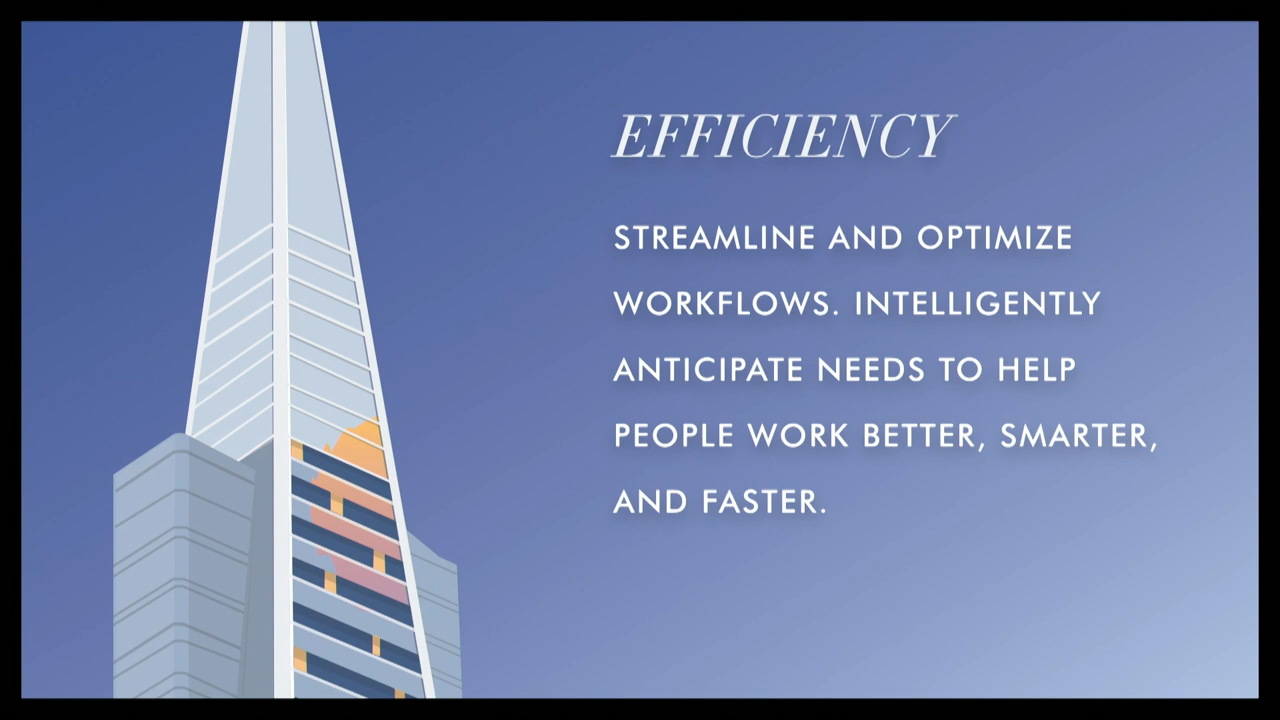 EFFICIENCY
STREAMLINE AND OPTIMIZE
WORKFLOWS. INTELLIGENTLY
ANTICIPATE NEEDS TO HELP
PEOPLE WORK BETTER, SMARTER,
AND FASTER.